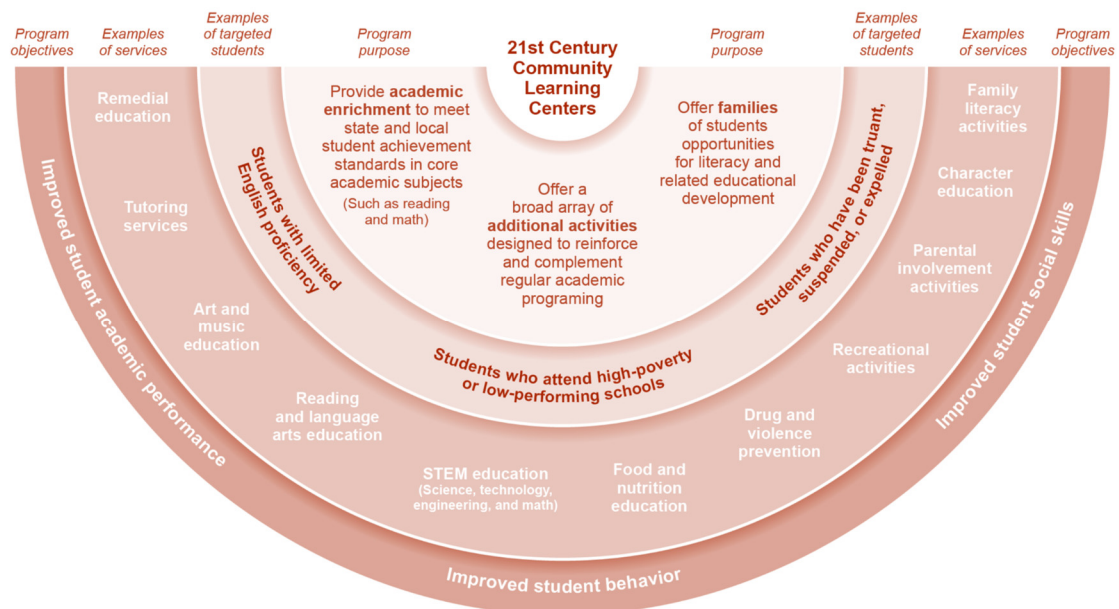 Program
objectives
Examples
of services
Examples
of targeted
students
Program
purpose
21st Century
Community
Learning
Centers
Program
purpose
Examples
of targeted
students
Examples
of services
Program
objectives
Provide academic
enrichment to meet
state and local
student achievement
standards in core
academic subjects
(Such as reading
and math)
Offer a
broad array of
additional activities
designed to reinforce
and complement
regular academic
programing
Offer families
of students
opportunities
for literacy and
related educational
development
Students with limited
English proficiency
Students who attend high-poverty
or low-performing schools
Students who have been truant,
suspended, or expelled
Remedial
education
Tutoring
services
Art and
music
education
Reading
and language
arts education
STEM education
(Science, technology,
engineering, and math)
Food and
nutrition
education
Drug and
violence
prevention
Recreational
activities
Parental
involvement
activities
Character
education
Family
literacy
activities
Improved student academic performance
Improved student behavior
Improved student social skills